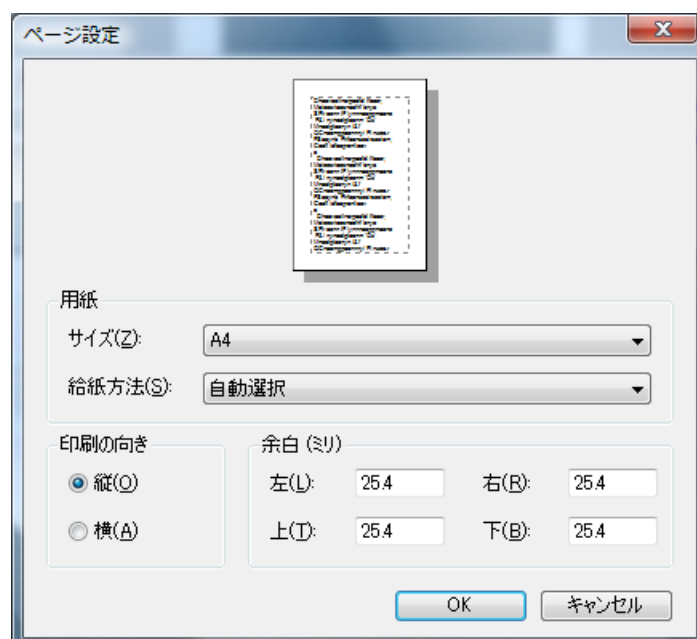 ページ設定
用紙
サイズ(Z): A4
給紙方法(S): 自動選択
印刷の向き
縦(O)
横(A)
余白 (ミリ)
左(L): 25.4 右(R): 25.4
上(T): 25.4 下(B): 25.4
OK キャンセル